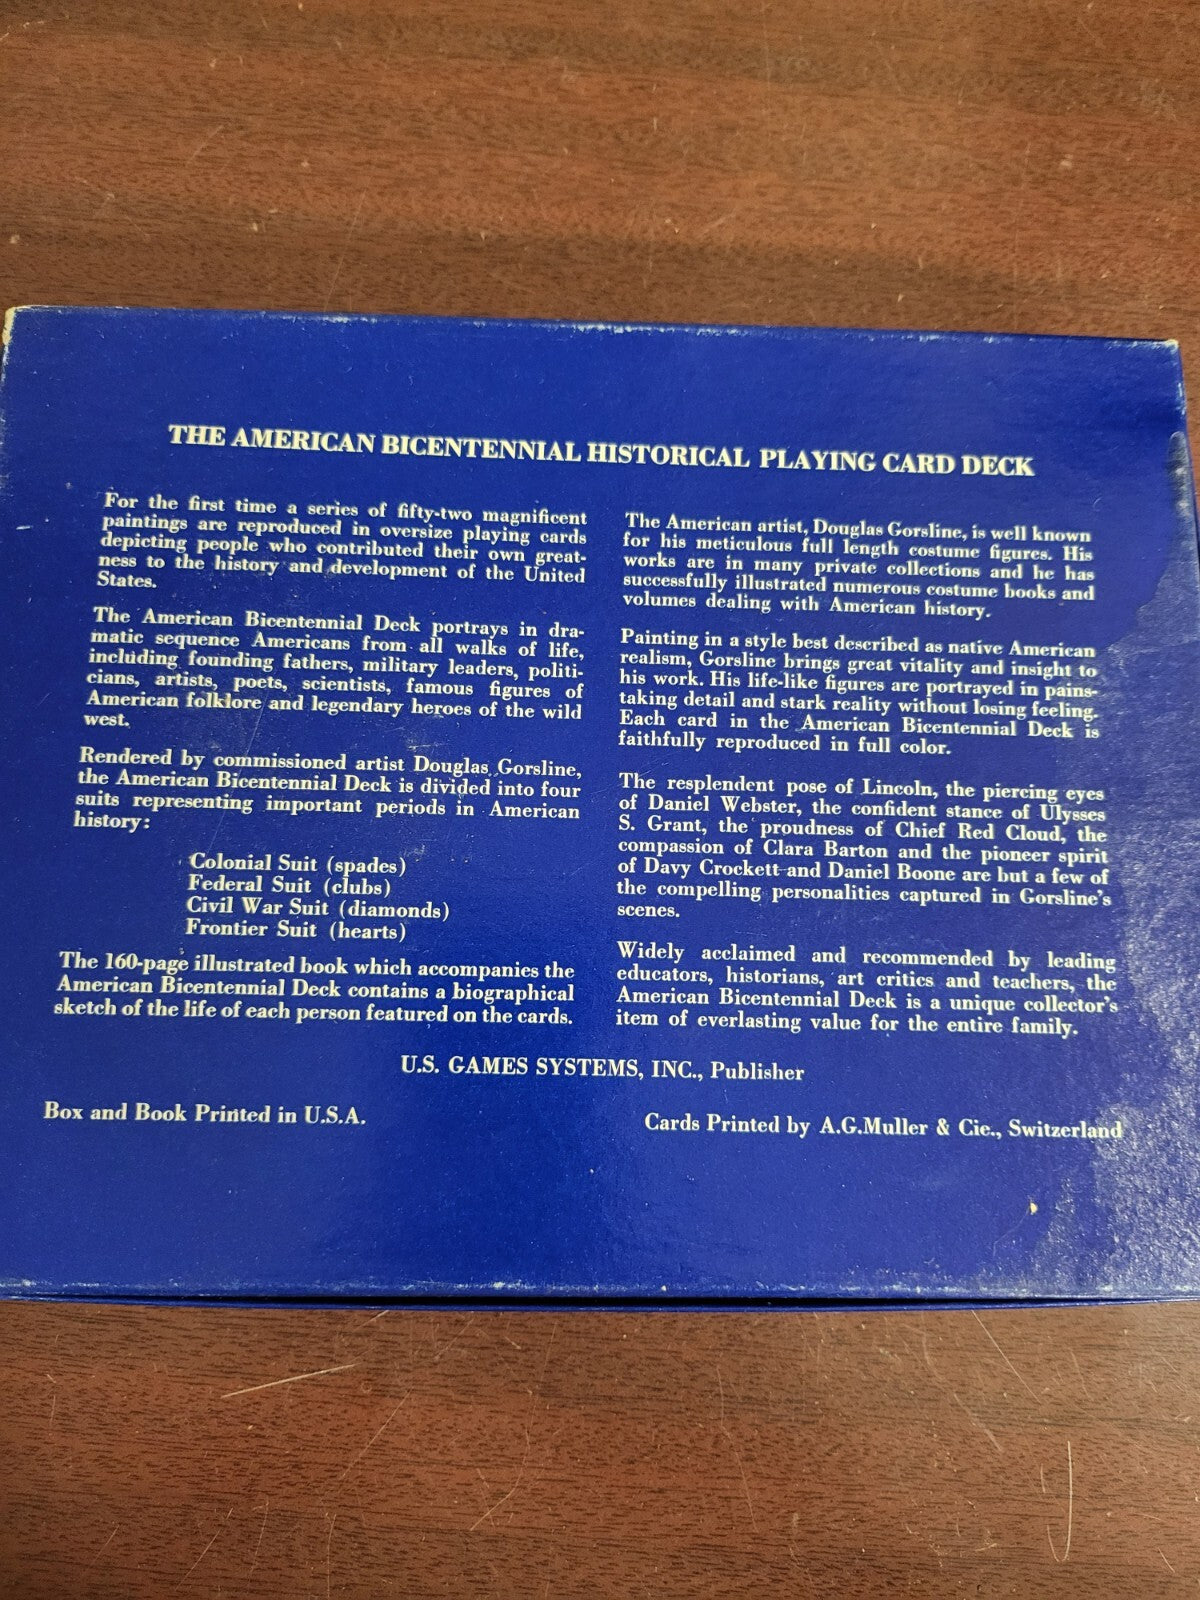 THE AMERICAN BICENTENNIAL HISTORICAL PLAYING CARD DECK
For the first time a series of fifty-two magnificent
paintings are reproduced in oversize playing cards
depicting people who contributed their own great-
ness to the history and development of the United
States.
The American Bicentennial Deck portrays in dra-
matic sequence Americans from all walks of life,
including founding fathers, military leaders, politi-
cians, artists, poets, scientists, famous figures of
American folklore and legendary heroes of the wild
west.
Rendered by commissioned artist Douglas Gorsline,
the American Bicentennial Deck is divided into four
suits representing important periods in American
history:
Colonial Suit (spades)
Federal Suit (clubs)
Civil War Suit (diamonds)
Frontier Suit (hearts)
The 160-page illustrated book which accompanies the
American Bicentennial Deck contains a biographical
sketch of the life of each person featured on the cards.
The American artist, Douglas Gorsline, is well known
for his meticulous full length costume figures. His
works are in many private collections and he has
successfully illustrated numerous costume books and
volumes dealing with American history.
Painting in a style best described as native American
realism, Gorsline brings great vitality and insight to
his work. His life-like figures are portrayed in pains-
taking detail and stark reality without losing feeling.
Each card in the American Bicentennial Deck is
faithfully reproduced in full color.
The resplendent pose of Lincoln, the piercing eyes
of Daniel Webster, the confident stance of Ulysses
S. Grant, the proudness of Chief Red Cloud, the
compassion of Clara Barton and the pioneer spirit
of Davy Crockett and Daniel Boone are but a few of
the compelling personalities captured in Gorsline's
scenes.
Widely acclaimed and recommended by leading
educators, historians, art critics and teachers, the
American Bicentennial Deck is a unique collector's
item of everlasting value for the entire family.
U.S. GAMES SYSTEMS, INC., Publisher
Box and Book Printed in U.S.A.
Cards Printed by A.G.Muller & Cie., Switzerland